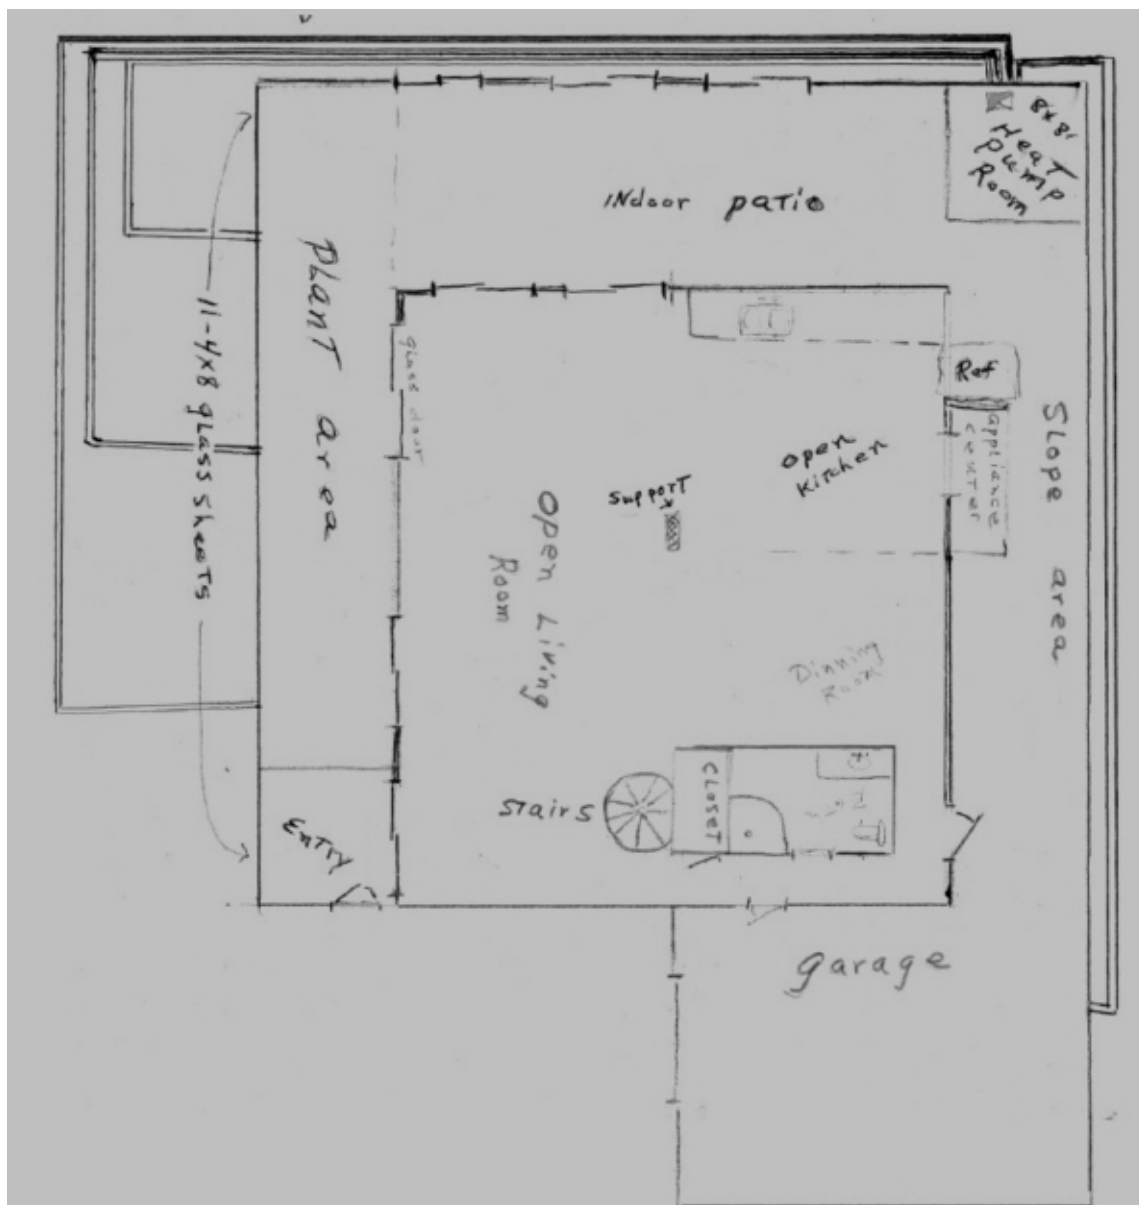 8x8'
Heat
pump
Room
INdoor patio
PLANT area
11-4x8 glass sheets
glass door
Ref
appliance
center
Slope area
open
Kitchen
support
open Living
Room
Dinning
Room
CLOSET
Stairs
Entry
garage